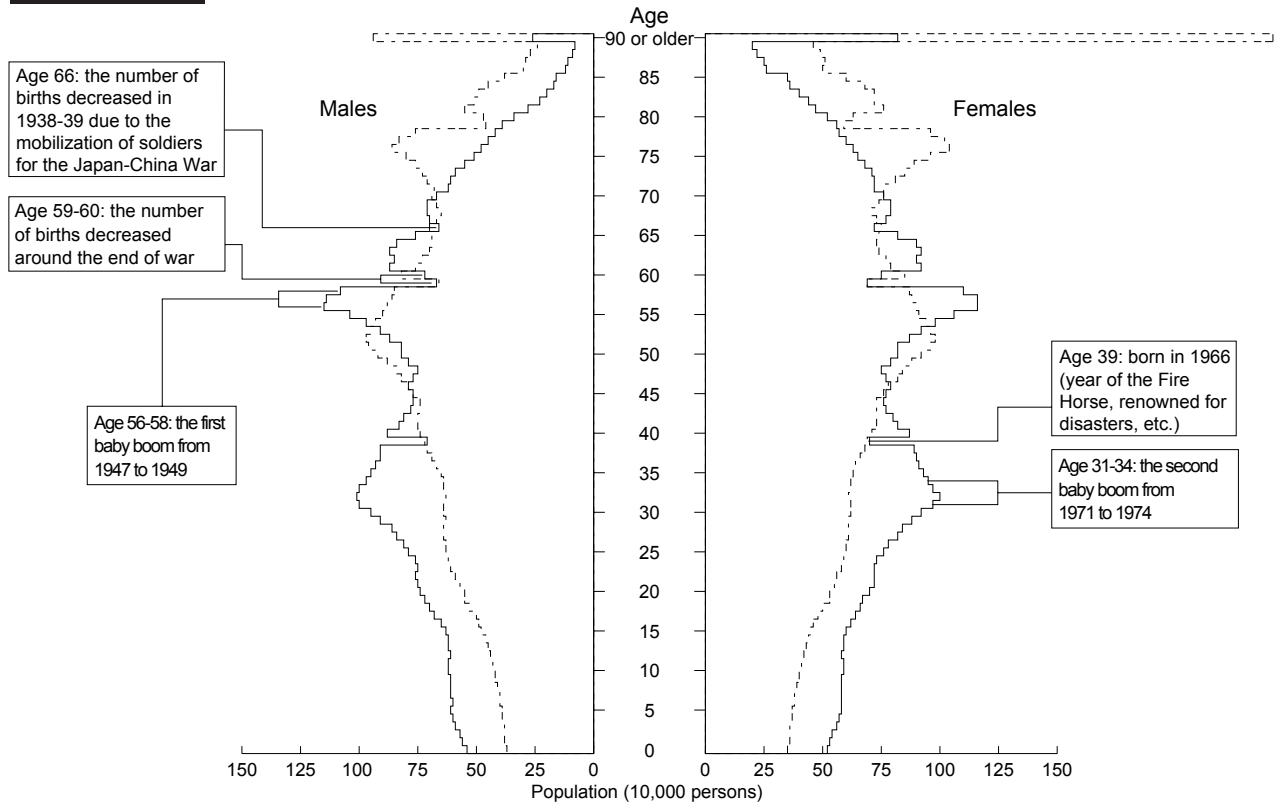 Age
90 or older
Males
Females
Age 66: the number of
births decreased in
1938-39 due to the
mobilization of soldiers
for the Japan-China War
Age 59-60: the number
of births decreased
around the end of war
Age 56-58: the first
baby boom from
1947 to 1949
Age 39: born in 1966
(year of the Fire
Horse, renowned for
disasters, etc.)
Age 31-34: the second
baby boom from
1971 to 1974
85
80
75
70
65
60
55
50
45
40
35
30
25
20
15
10
5
0
150 125 100 75 50 25 0
0 25 50 75 100 150
Population (10,000 persons)